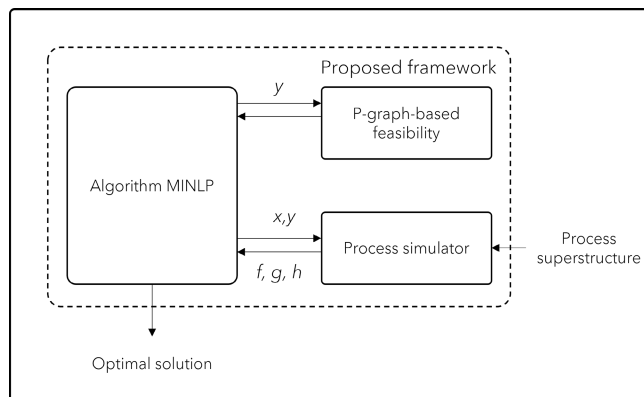 Proposed framework
y
P-graph-based
feasibility
Algorithm MINLP
x,y
Process simulator
f, g, h
Process
superstructure
Optimal solution